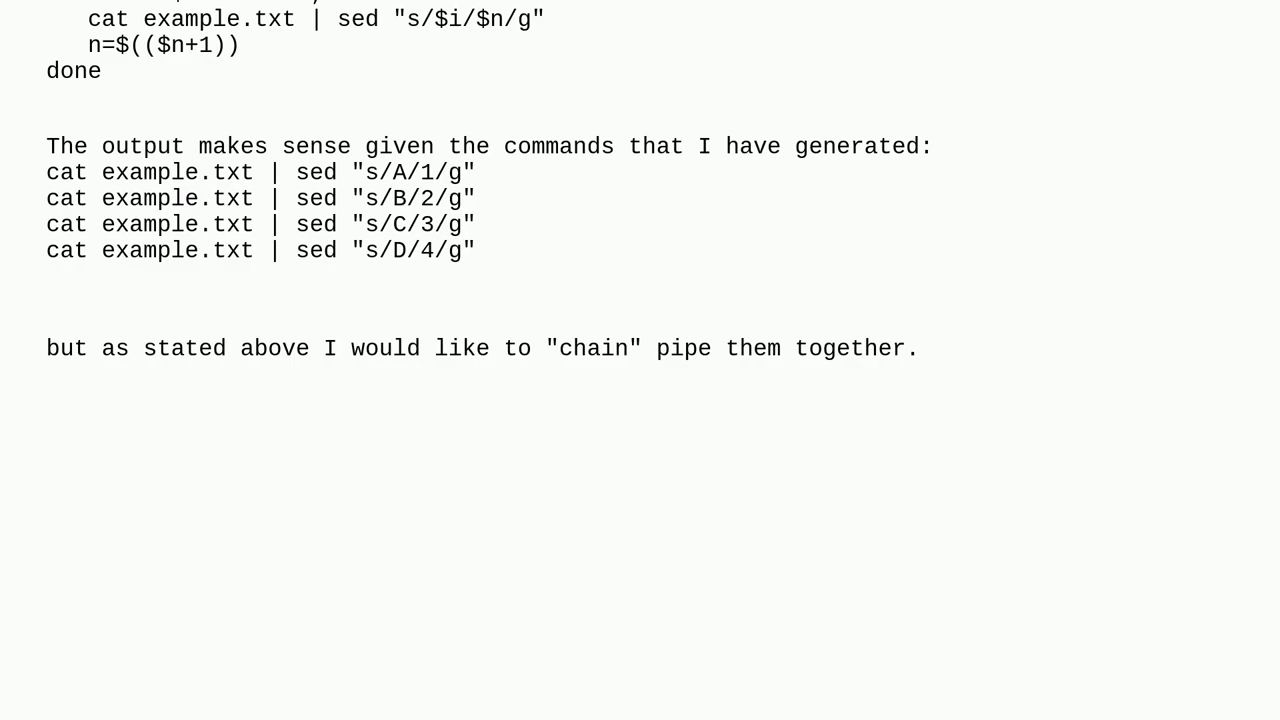 cat example.txt | sed "s/$i/$n/g"
n=$(($n+1))
done
The output makes sense given the commands that I have generated:
cat example.txt | sed "s/A/1/g"
cat example.txt | sed "s/B/2/g"
cat example.txt | sed "s/C/3/g"
cat example.txt | sed "s/D/4/g"
but as stated above I would like to "chain" pipe them together.